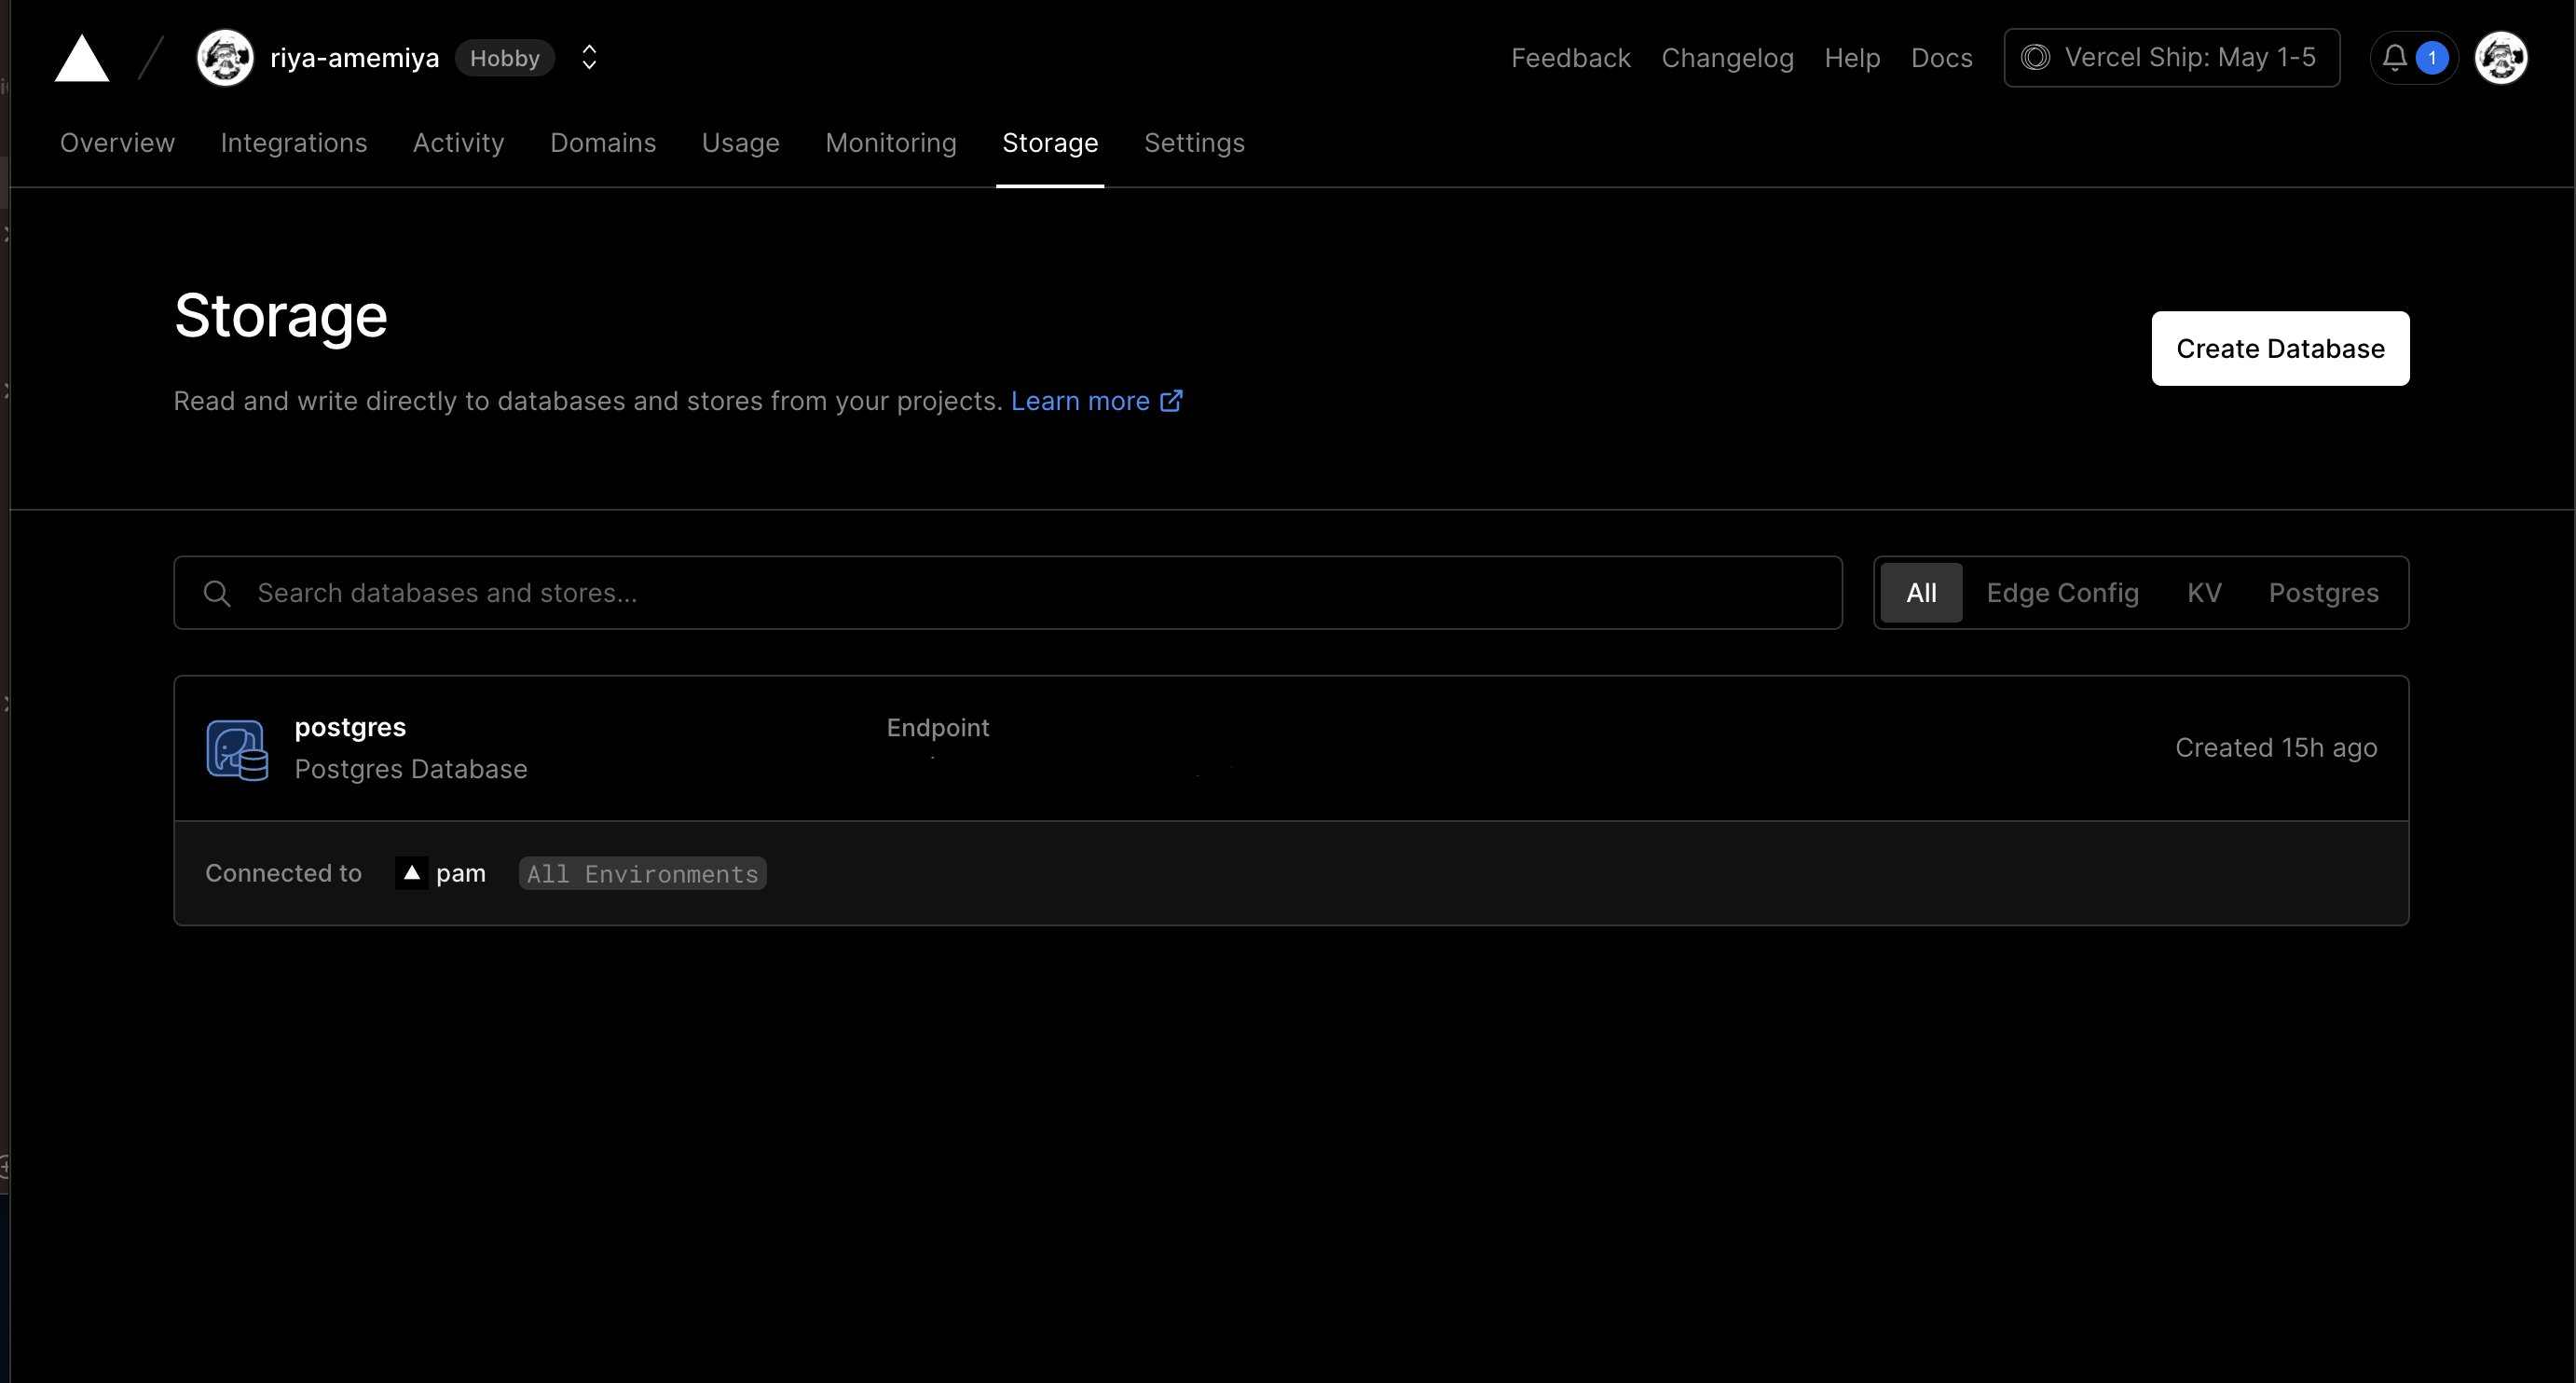 riya-amemiya Hobby
Feedback Changelog Help Docs Vercel Ship: May 1-5 1
Overview Integrations Activity Domains Usage Monitoring Storage Settings
Storage
Create Database
Read and write directly to databases and stores from your projects. Learn more
Search databases and stores...
All Edge Config KV Postgres
postgres
Postgres Database
Endpoint
Created 15h ago
Connected to pam All Environments